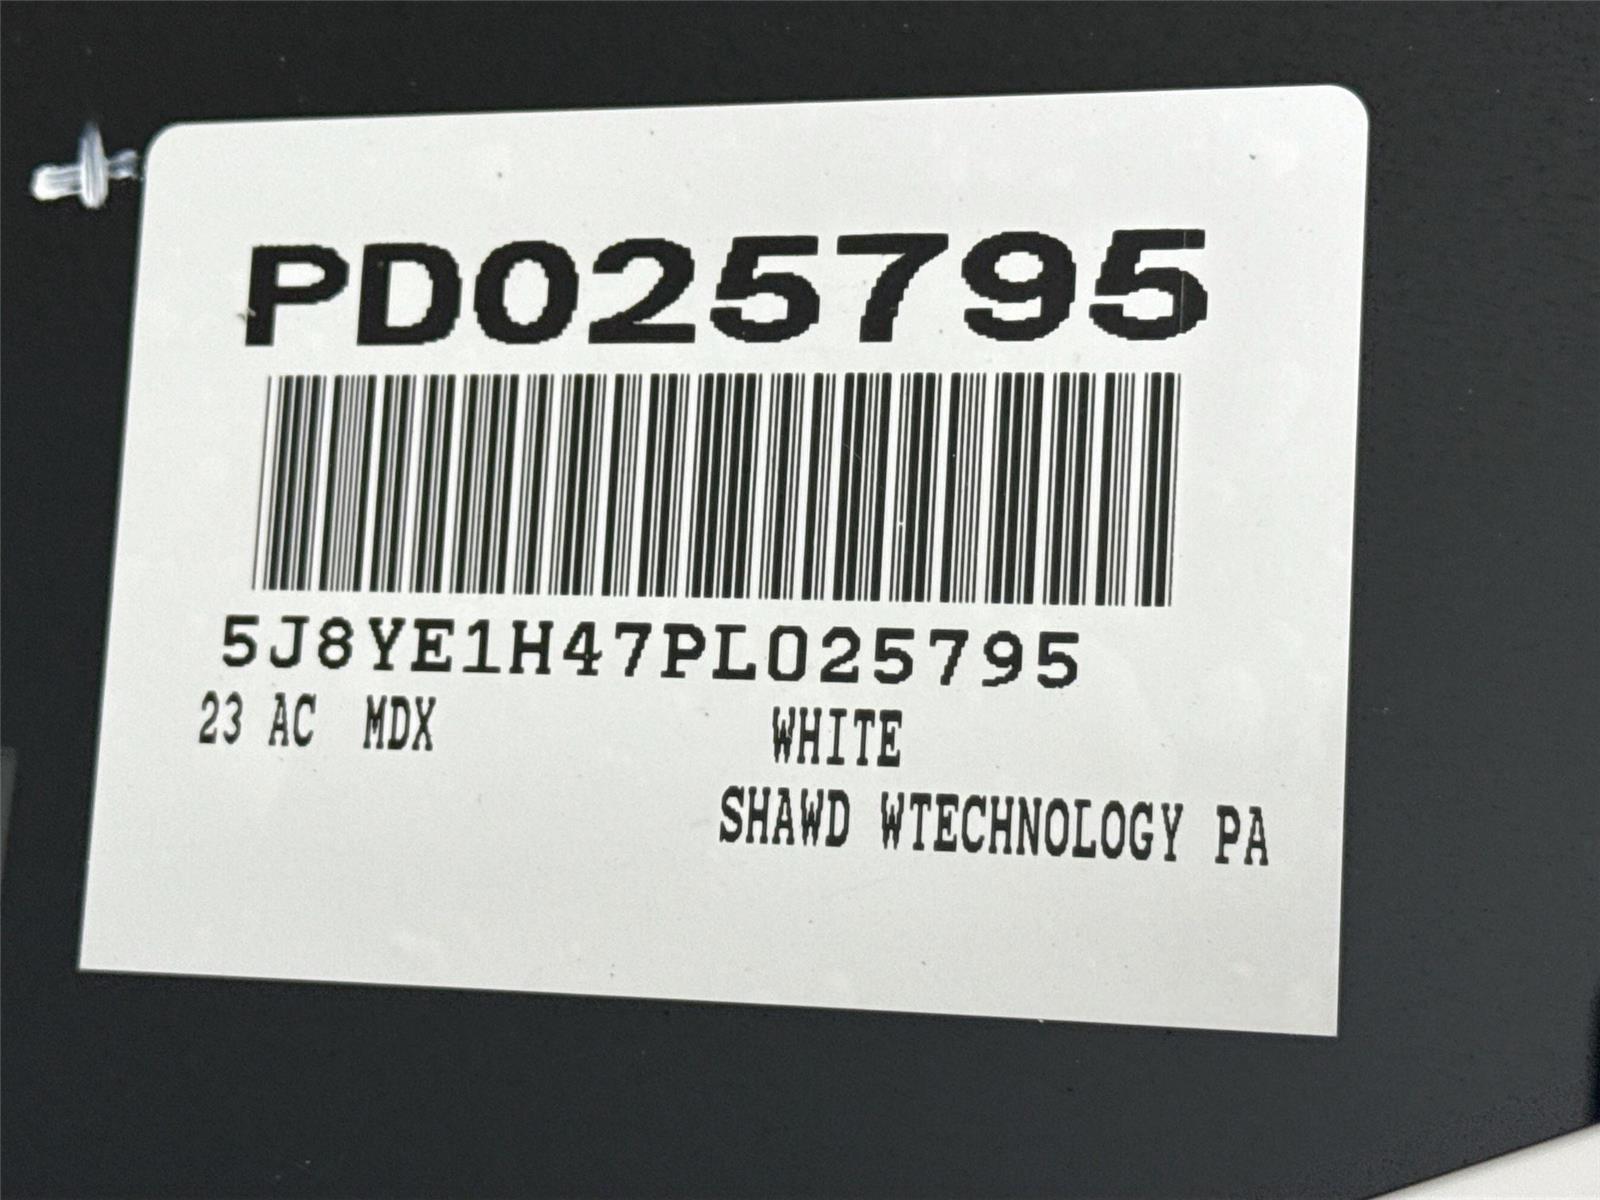 PD025795
5J8YE1H47PL025795
23 AC MDX WHITE
SHAWD WTECHNOLOGY PA